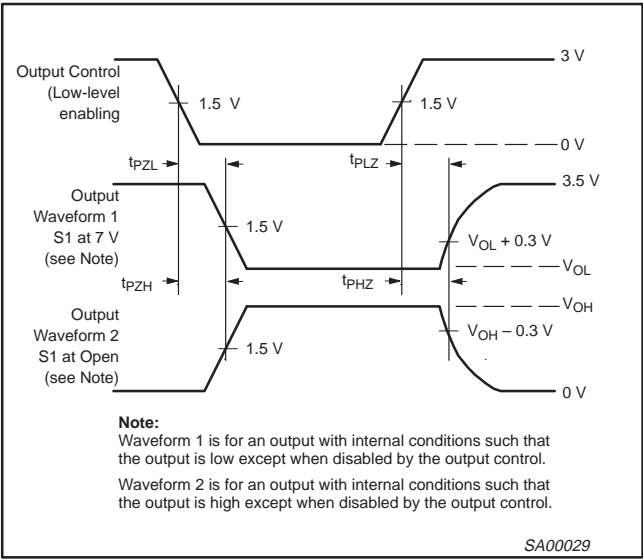 Output Control
(Low-level
enabling
3 V
1.5 V
1.5 V
0 V
tPZL
tPLZ
Output
Waveform 1
S1 at 7 V
(see Note)
3.5 V
1.5 V
VOL + 0.3 V
VOL
tPZH
tPHZ
VOH
Output
Waveform 2
S1 at Open
(see Note)
1.5 V
VOH – 0.3 V
0 V
Note:
Waveform 1 is for an output with internal conditions such that
the output is low except when disabled by the output control.
Waveform 2 is for an output with internal conditions such that
the output is high except when disabled by the output control.
SA00029